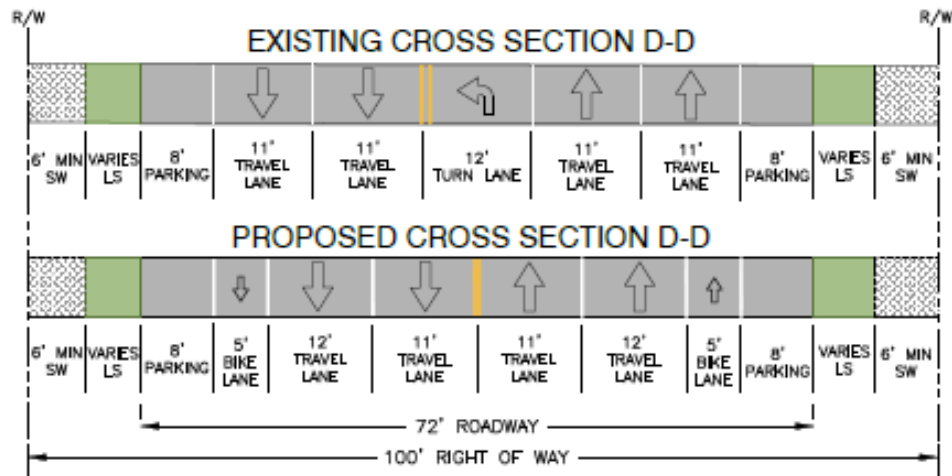 R/W
R/W
EXISTING CROSS SECTION D-D
6' MIN SW
VARIES LS
8' PARKING
11' TRAVEL LANE
11' TRAVEL LANE
12' TURN LANE
11' TRAVEL LANE
11' TRAVEL LANE
8' PARKING
VARIES LS
6' MIN SW
PROPOSED CROSS SECTION D-D
6' MIN SW
VARIES LS
8' PARKING
5' BIKE LANE
12' TRAVEL LANE
11' TRAVEL LANE
11' TRAVEL LANE
12' TRAVEL LANE
5' BIKE LANE
8' PARKING
VARIES LS
6' MIN SW
72' ROADWAY
100' RIGHT OF WAY